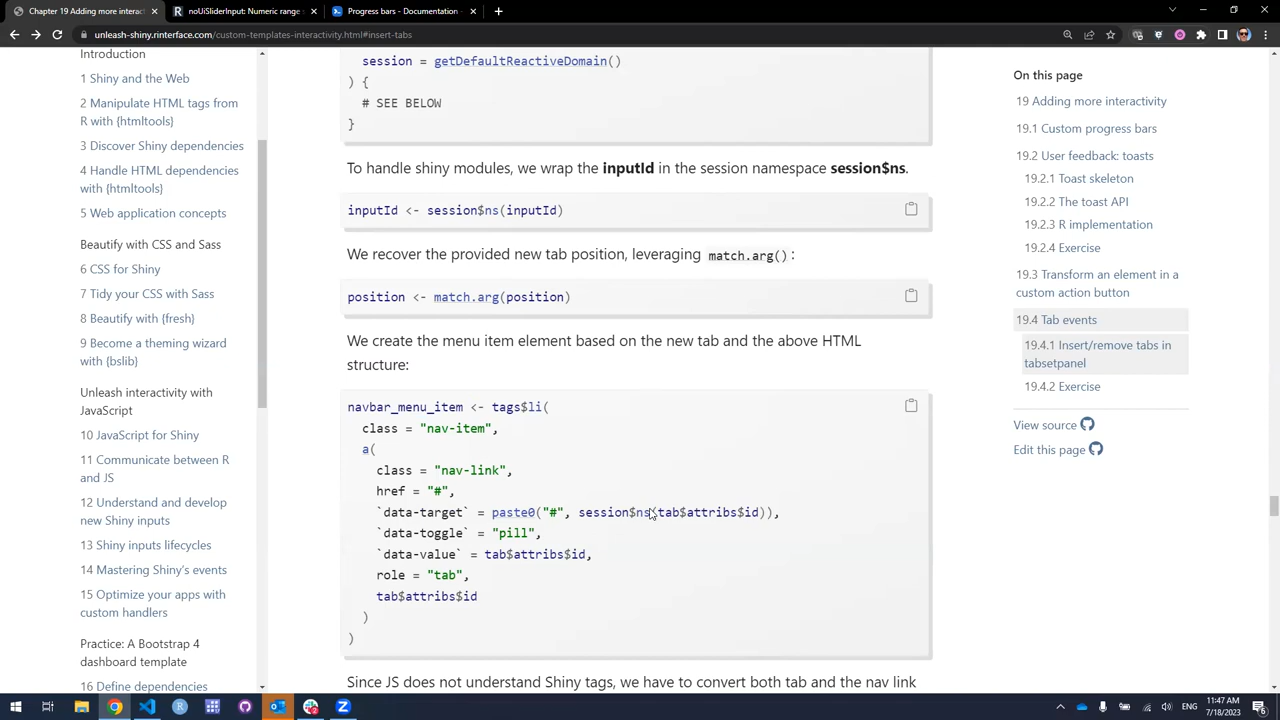 Chapter 19 Adding more interact
noUiSliderInput: Numeric range
Progress bars - Documentation
unleash-shiny.rinterface.com/custom-templates-interactivity.html#insert-tabs
Introduction
1 Shiny and the Web
2 Manipulate HTML tags from
R with {htmltools}
3 Discover Shiny dependencies
4 Handle HTML dependencies
with {htmltools}
5 Web application concepts
Beautify with CSS and Sass
6 CSS for Shiny
7 Tidy your CSS with Sass
8 Beautify with {fresh}
9 Become a theming wizard
with {bslib}
Unleash interactivity with
JavaScript
10 JavaScript for Shiny
11 Communicate between R
and JS
12 Understand and develop
new Shiny inputs
13 Shiny inputs lifecycles
14 Mastering Shiny's events
15 Optimize your apps with
custom handlers
Practice: A Bootstrap 4
dashboard template
16 Define dependencies
session = getDefaultReactiveDomain()
) {
# SEE BELOW
}
To handle shiny modules, we wrap the inputId in the session namespace session$ns.
inputId <- session$ns(inputId)
We recover the provided new tab position, leveraging match.arg() :
position <- match.arg(position)
We create the menu item element based on the new tab and the above HTML
structure:
navbar_menu_item <- tags$li(
class = "nav-item",
a(
class = "nav-link",
href = "#",
`data-target` = paste0("#", session$ns(tab$attribs$id)),
`data-toggle` = "pill",
`data-value` = tab$attribs$id,
role = "tab",
tab$attribs$id
)
)
Since JS does not understand Shiny tags, we have to convert both tab and the nav link
On this page
19 Adding more interactivity
19.1 Custom progress bars
19.2 User feedback: toasts
19.2.1 Toast skeleton
19.2.2 The toast API
19.2.3 R implementation
19.2.4 Exercise
19.3 Transform an element in a
custom action button
19.4 Tab events
19.4.1 Insert/remove tabs in
tabsetpanel
19.4.2 Exercise
View source
Edit this page
ENG
11:47 AM
7/18/2023